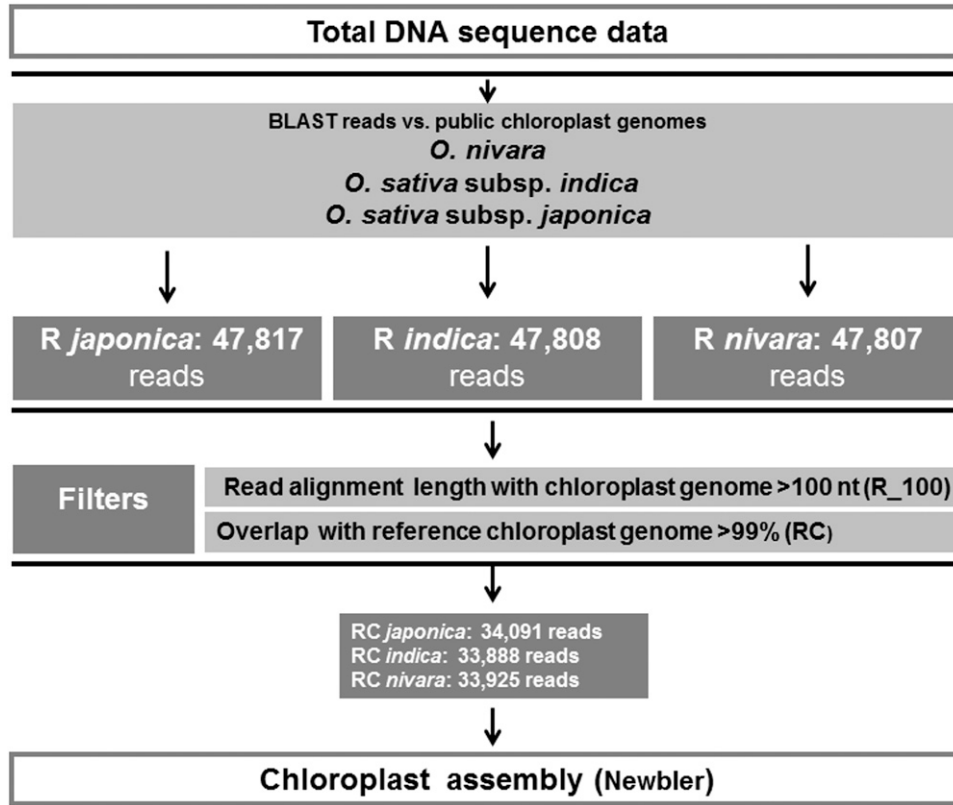 Total DNA sequence data
BLAST reads vs. public chloroplast genomes
O. nivara
O. sativa subsp. indica
O. sativa subsp. japonica
R japonica: 47,817
reads
R indica: 47,808
reads
R nivara: 47,807
reads
Filters
Read alignment length with chloroplast genome >100 nt (R_100)
Overlap with reference chloroplast genome >99% (RC)
RC japonica: 34,091 reads
RC indica: 33,888 reads
RC nivara: 33,925 reads
Chloroplast assembly (Newbler)